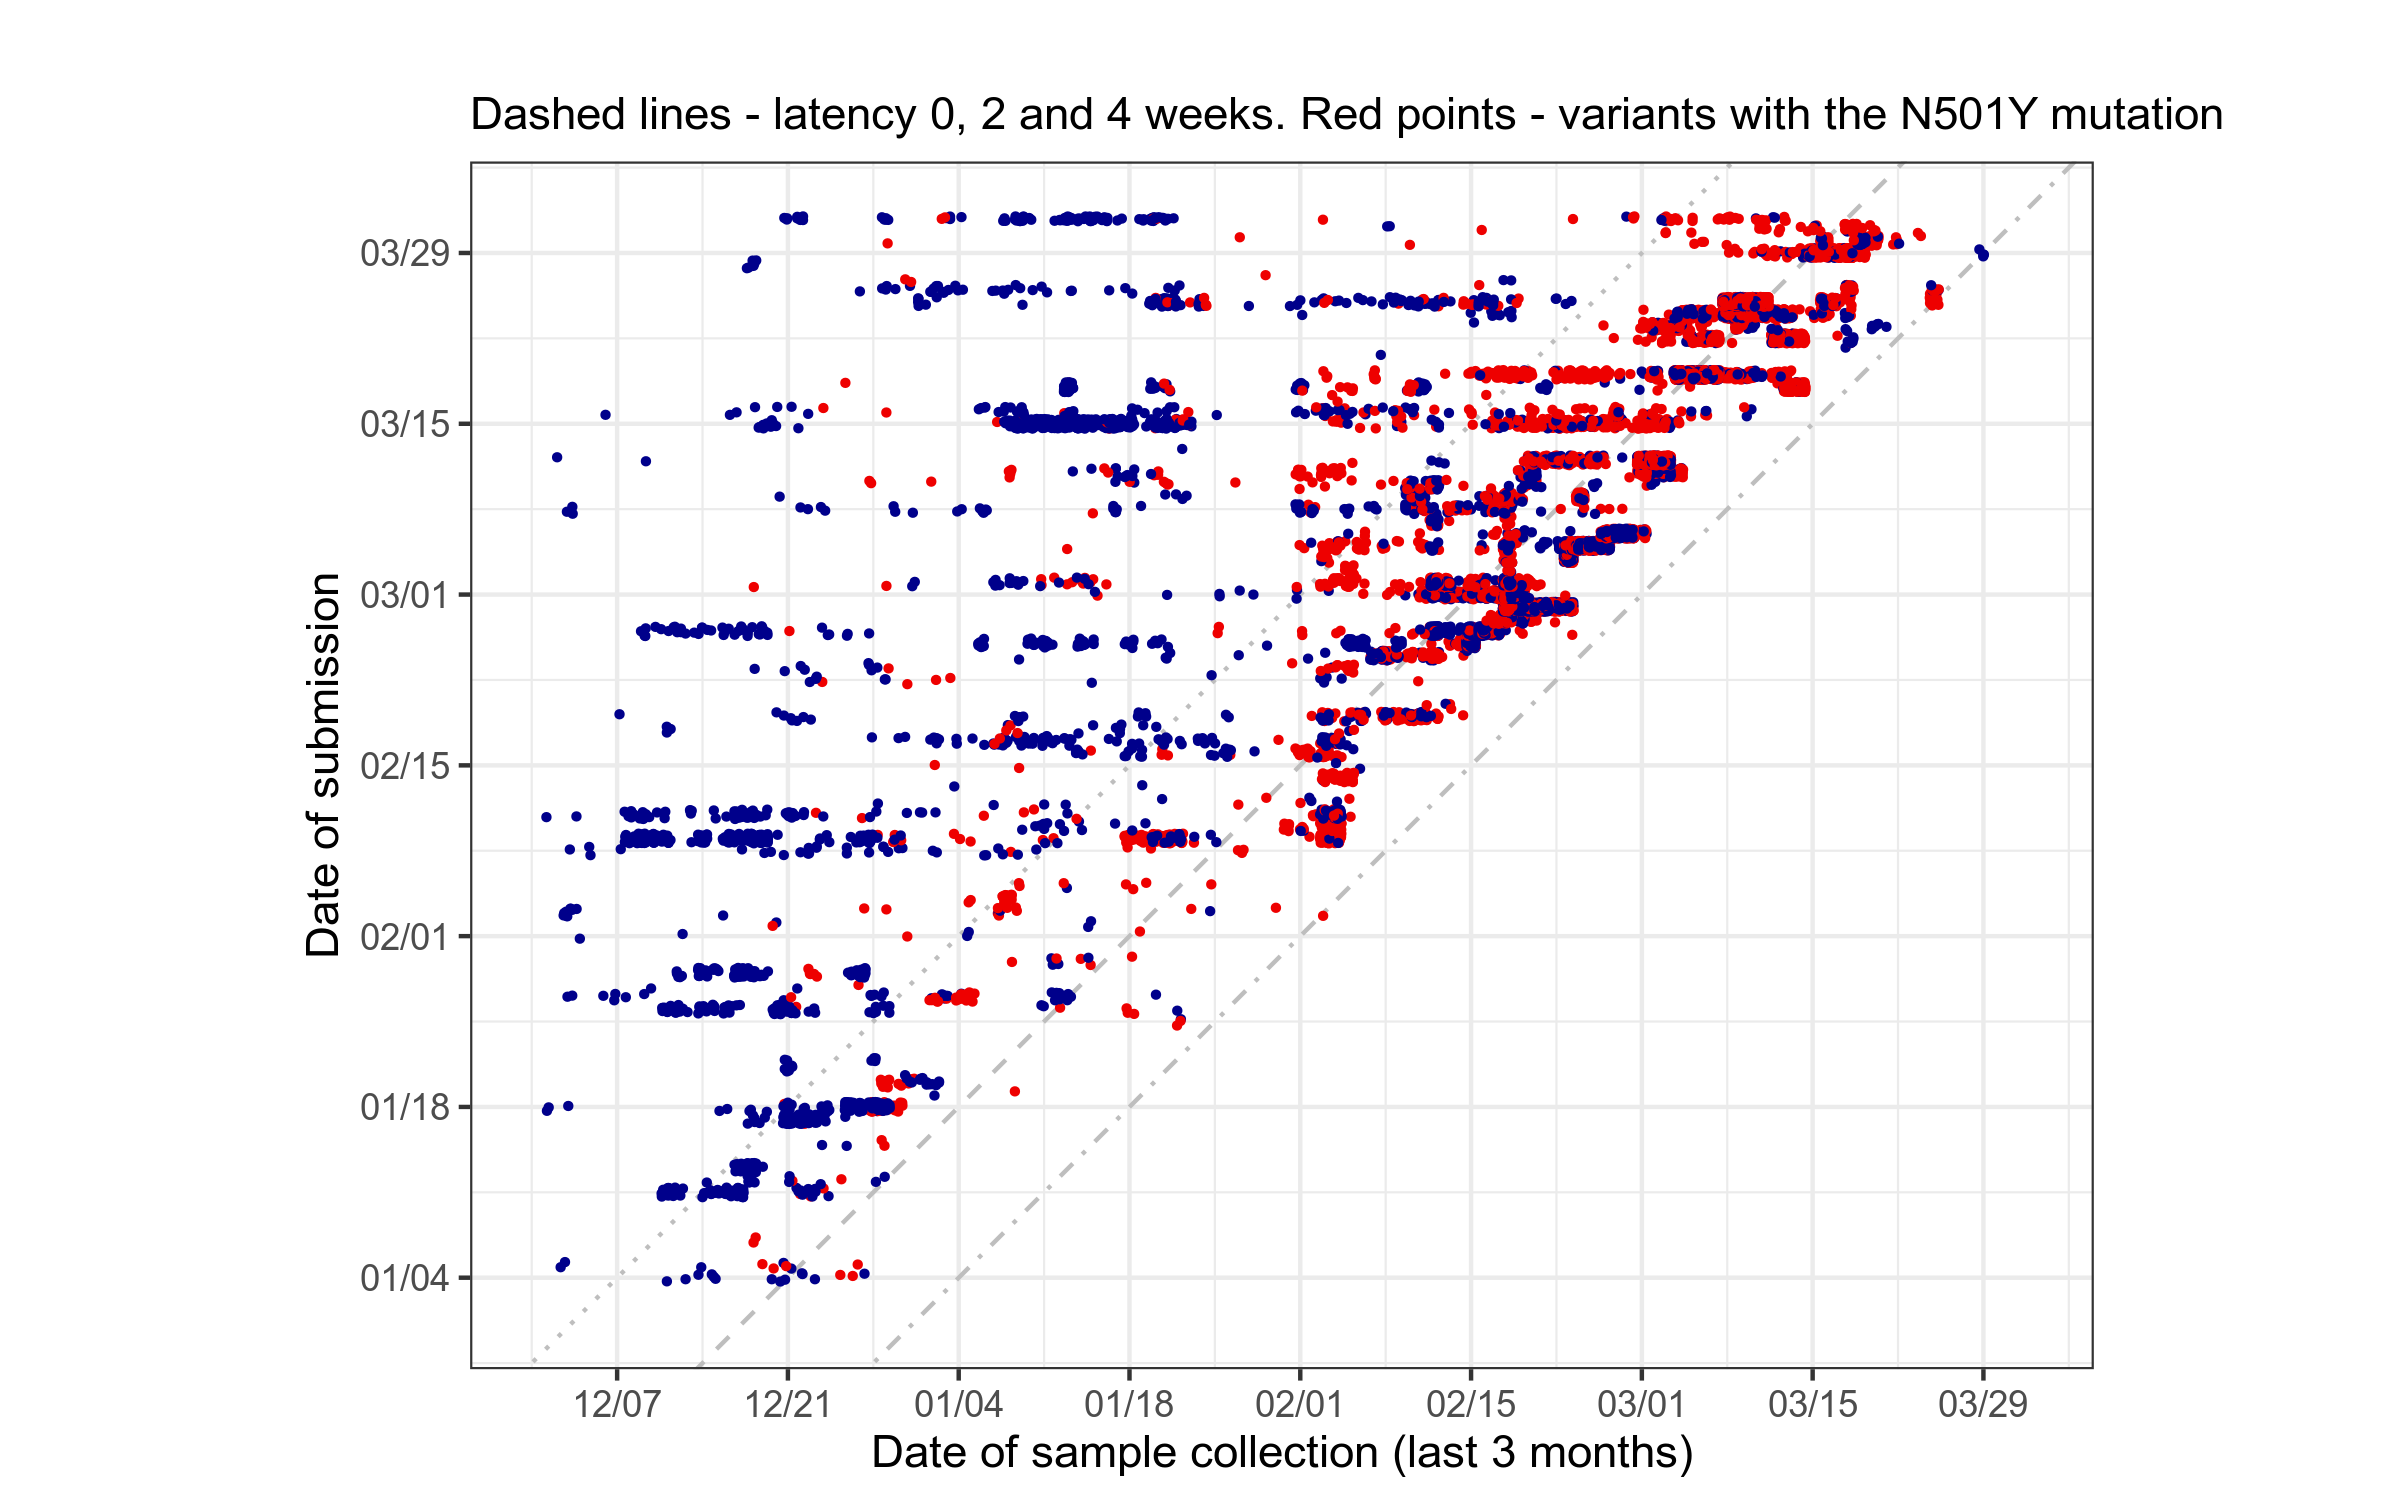 Dashed lines - latency 0, 2 and 4 weeks. Red points - variants with the N501Y mutation
Date of submission
03/29
03/15
03/01
02/15
02/01
01/18
01/04
12/07 12/21 01/04 01/18 02/01 02/15 03/01 03/15 03/29
Date of sample collection (last 3 months)